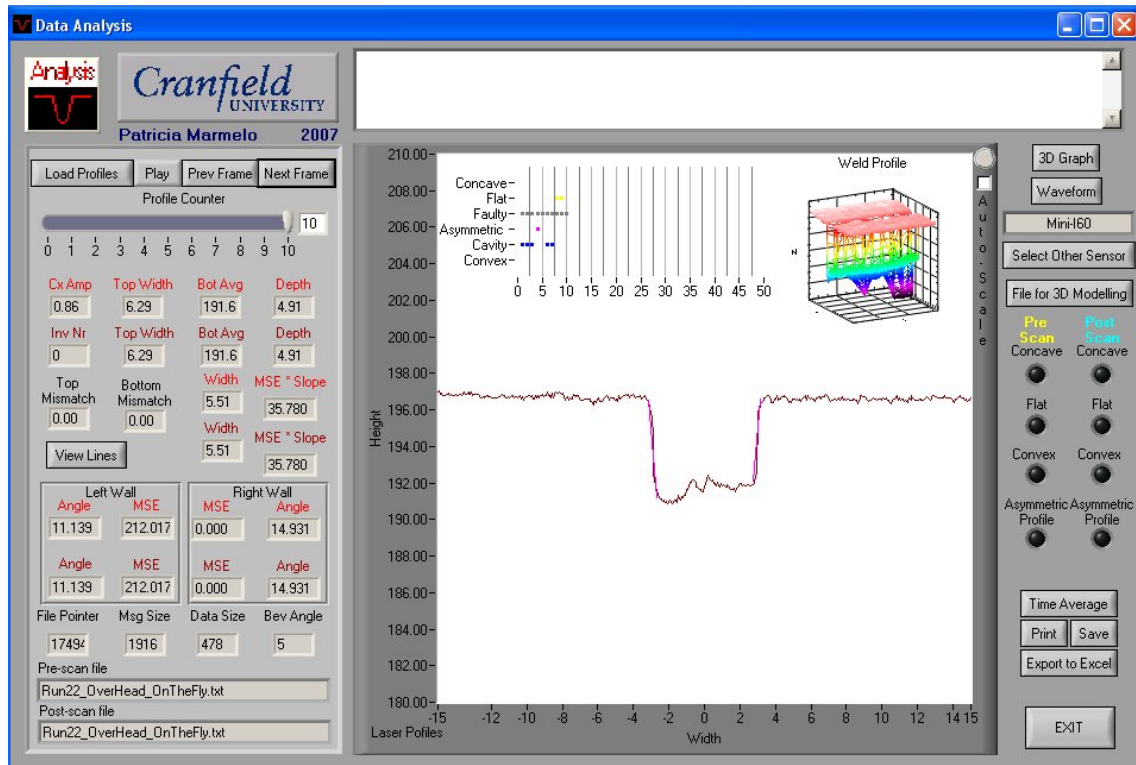 Data Analysis
Analysis
Cranfield
UNIVERSITY
Patricia Marmelo 2007
Load Profiles Play Prev Frame Next Frame
Profile Counter
10
0 1 2 3 4 5 6 7 8 9 10
Cx Amp Top Width Bot Avg Depth
0.86 6.29 191.6 4.91
Inv Nr Top Width Bot Avg Depth
0 6.29 191.6 4.91
Top Mismatch Bottom Mismatch Width MSE * Slope
0.00 0.00 5.51 35.780
Width MSE * Slope
View Lines 5.51 35.780
Left Wall Right Wall
Angle MSE MSE Angle
11.139 212.017 0.000 14.931
Angle MSE MSE Angle
11.139 212.017 0.000 14.931
File Pointer Msg Size Data Size Bev Angle
17494 1916 478 5
Pre-scan file
Run22_OverHead_OnTheFly.txt
Post-scan file
Run22_OverHead_OnTheFly.txt
210.00
208.00
206.00
204.00
202.00
200.00
198.00
196.00
194.00
192.00
190.00
188.00
186.00
184.00
182.00
180.00
Height
-15 -12 -10 -8 -6 -4 -2 0 2 4 6 8 10 12 14 15
Laser Pofiles
Width
Concave
Flat
Faulty
Asymmetric
Cavity
Convex
0 5 10 15 20 25 30 35 40 45 50
Weld Profile
Z
Auto-Scale
3D Graph
Waveform
Mini-I60
Select Other Sensor
File for 3D Modelling
Pre Scan Post Scan
Concave Concave
Flat Flat
Convex Convex
Asymmetric Profile Asymmetric Profile
Time Average
Print Save
Export to Excel
EXIT